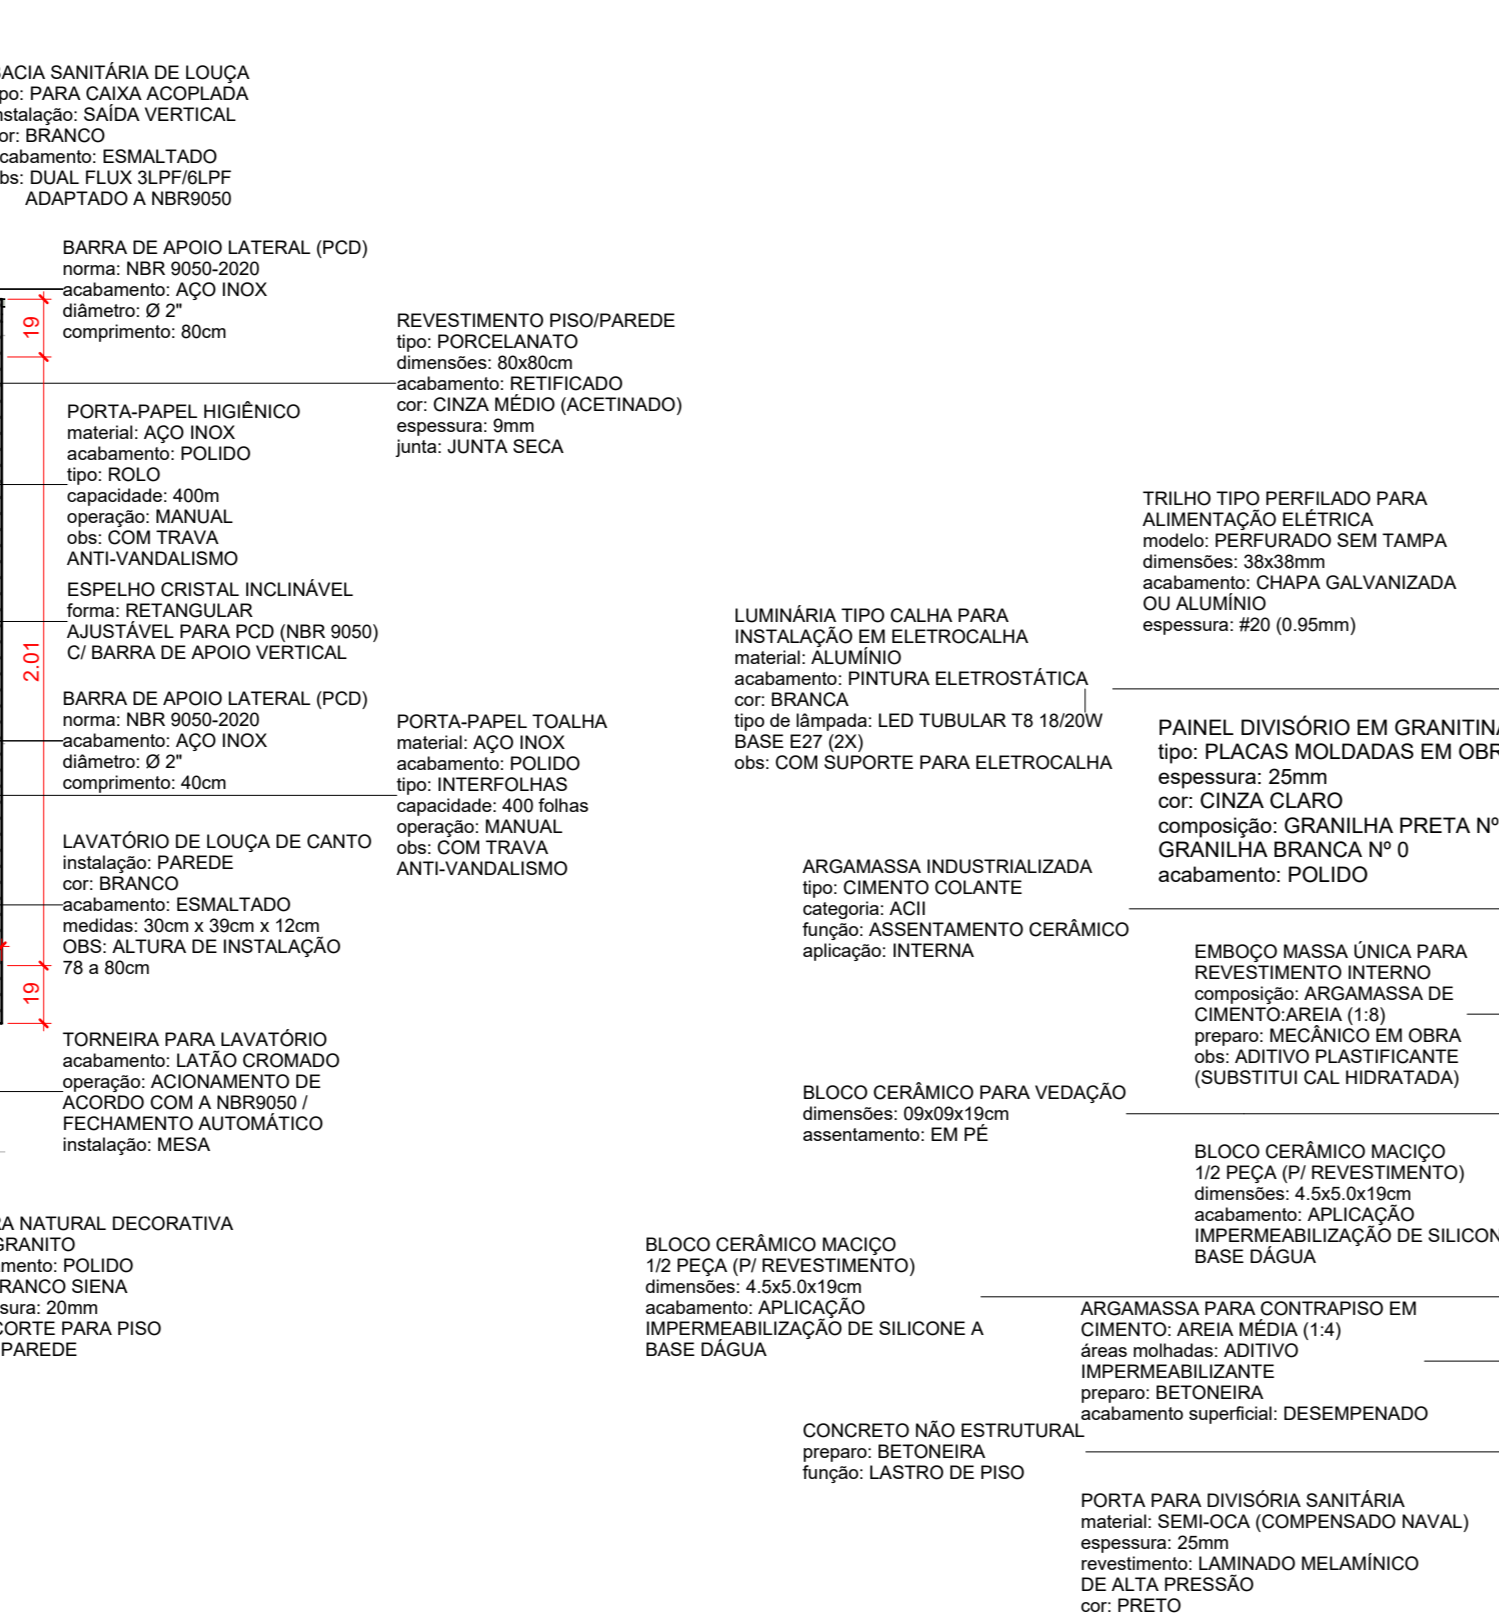 ACIA SANITÁRIA DE LOUÇA
po: PARA CAIXA ACOPLADA
nstalação: SAÍDA VERTICAL
or: BRANCO
cabamento: ESMALTADO
bs: DUAL FLUX 3LPF/6LPF
ADAPTADO A NBR9050
BARRA DE APOIO LATERAL (PCD)
norma: NBR 9050-2020
acabamento: AÇO INOX
diâmetro: Ø 2"
comprimento: 80cm
19
REVESTIMENTO PISO/PAREDE
tipo: PORCELANATO
dimensões: 80x80cm
acabamento: RETIFICADO
cor: CINZA MÉDIO (ACETINADO)
espessura: 9mm
junta: JUNTA SECA
PORTA-PAPEL HIGIÊNICO
material: AÇO INOX
acabamento: POLIDO
tipo: ROLO
capacidade: 400m
operação: MANUAL
obs: COM TRAVA
ANTI-VANDALISMO
ESPELHO CRISTAL INCLINÁVEL
forma: RETANGULAR
AJUSTÁVEL PARA PCD (NBR 9050)
C/ BARRA DE APOIO VERTICAL
2.01
BARRA DE APOIO LATERAL (PCD)
norma: NBR 9050-2020
acabamento: AÇO INOX
diâmetro: Ø 2"
comprimento: 40cm
PORTA-PAPEL TOALHA
material: AÇO INOX
acabamento: POLIDO
tipo: INTERFOLHAS
capacidade: 400 folhas
operação: MANUAL
obs: COM TRAVA
ANTI-VANDALISMO
LAVATÓRIO DE LOUÇA DE CANTO
instalação: PAREDE
cor: BRANCO
acabamento: ESMALTADO
medidas: 30cm x 39cm x 12cm
OBS: ALTURA DE INSTALAÇÃO
78 a 80cm
19
TORNEIRA PARA LAVATÓRIO
acabamento: LATÃO CROMADO
operação: ACIONAMENTO DE
ACORDO COM A NBR9050 /
FECHAMENTO AUTOMÁTICO
instalação: MESA
RA NATURAL DECORATIVA
GRANITO
mento: POLIDO
RANCO SIENA
sura: 20mm
CORTE PARA PISO
PAREDE
TRILHO TIPO PERFILADO PARA
ALIMENTAÇÃO ELÉTRICA
modelo: PERFURADO SEM TAMPA
dimensões: 38x38mm
acabamento: CHAPA GALVANIZADA
OU ALUMÍNIO
espessura: #20 (0.95mm)
LUMINÁRIA TIPO CALHA PARA
INSTALAÇÃO EM ELETROCALHA
material: ALUMÍNIO
acabamento: PINTURA ELETROSTÁTICA
cor: BRANCA
tipo de lâmpada: LED TUBULAR T8 18/20W
BASE E27 (2X)
obs: COM SUPORTE PARA ELETROCALHA
PAINEL DIVISÓRIO EM GRANITINA
tipo: PLACAS MOLDADAS EM OBR
espessura: 25mm
cor: CINZA CLARO
composição: GRANILHA PRETA Nº
GRANILHA BRANCA Nº 0
acabamento: POLIDO
ARGAMASSA INDUSTRIALIZADA
tipo: CIMENTO COLANTE
categoria: ACII
função: ASSENTAMENTO CERÂMICO
aplicação: INTERNA
EMBOÇO MASSA ÚNICA PARA
REVESTIMENTO INTERNO
composição: ARGAMASSA DE
CIMENTO:AREIA (1:8)
preparo: MECÂNICO EM OBRA
obs: ADITIVO PLASTIFICANTE
(SUBSTITUI CAL HIDRATADA)
BLOCO CERÂMICO PARA VEDAÇÃO
dimensões: 09x09x19cm
assentamento: EM PÉ
BLOCO CERÂMICO MACIÇO
1/2 PEÇA (P/ REVESTIMENTO)
dimensões: 4.5x5.0x19cm
acabamento: APLICAÇÃO
IMPERMEABILIZAÇÃO DE SILICON
BASE DÁGUA
BLOCO CERÂMICO MACIÇO
1/2 PEÇA (P/ REVESTIMENTO)
dimensões: 4.5x5.0x19cm
acabamento: APLICAÇÃO
IMPERMEABILIZAÇÃO DE SILICONE A
BASE DÁGUA
ARGAMASSA PARA CONTRAPISO EM
CIMENTO: AREIA MÉDIA (1:4)
áreas molhadas: ADITIVO
IMPERMEABILIZANTE
preparo: BETONEIRA
acabamento superficial: DESEMPENADO
CONCRETO NÃO ESTRUTURAL
preparo: BETONEIRA
função: LASTRO DE PISO
PORTA PARA DIVISÓRIA SANITÁRIA
material: SEMI-OCA (COMPENSADO NAVAL)
espessura: 25mm
revestimento: LAMINADO MELAMÍNICO
DE ALTA PRESSÃO
cor: PRETO